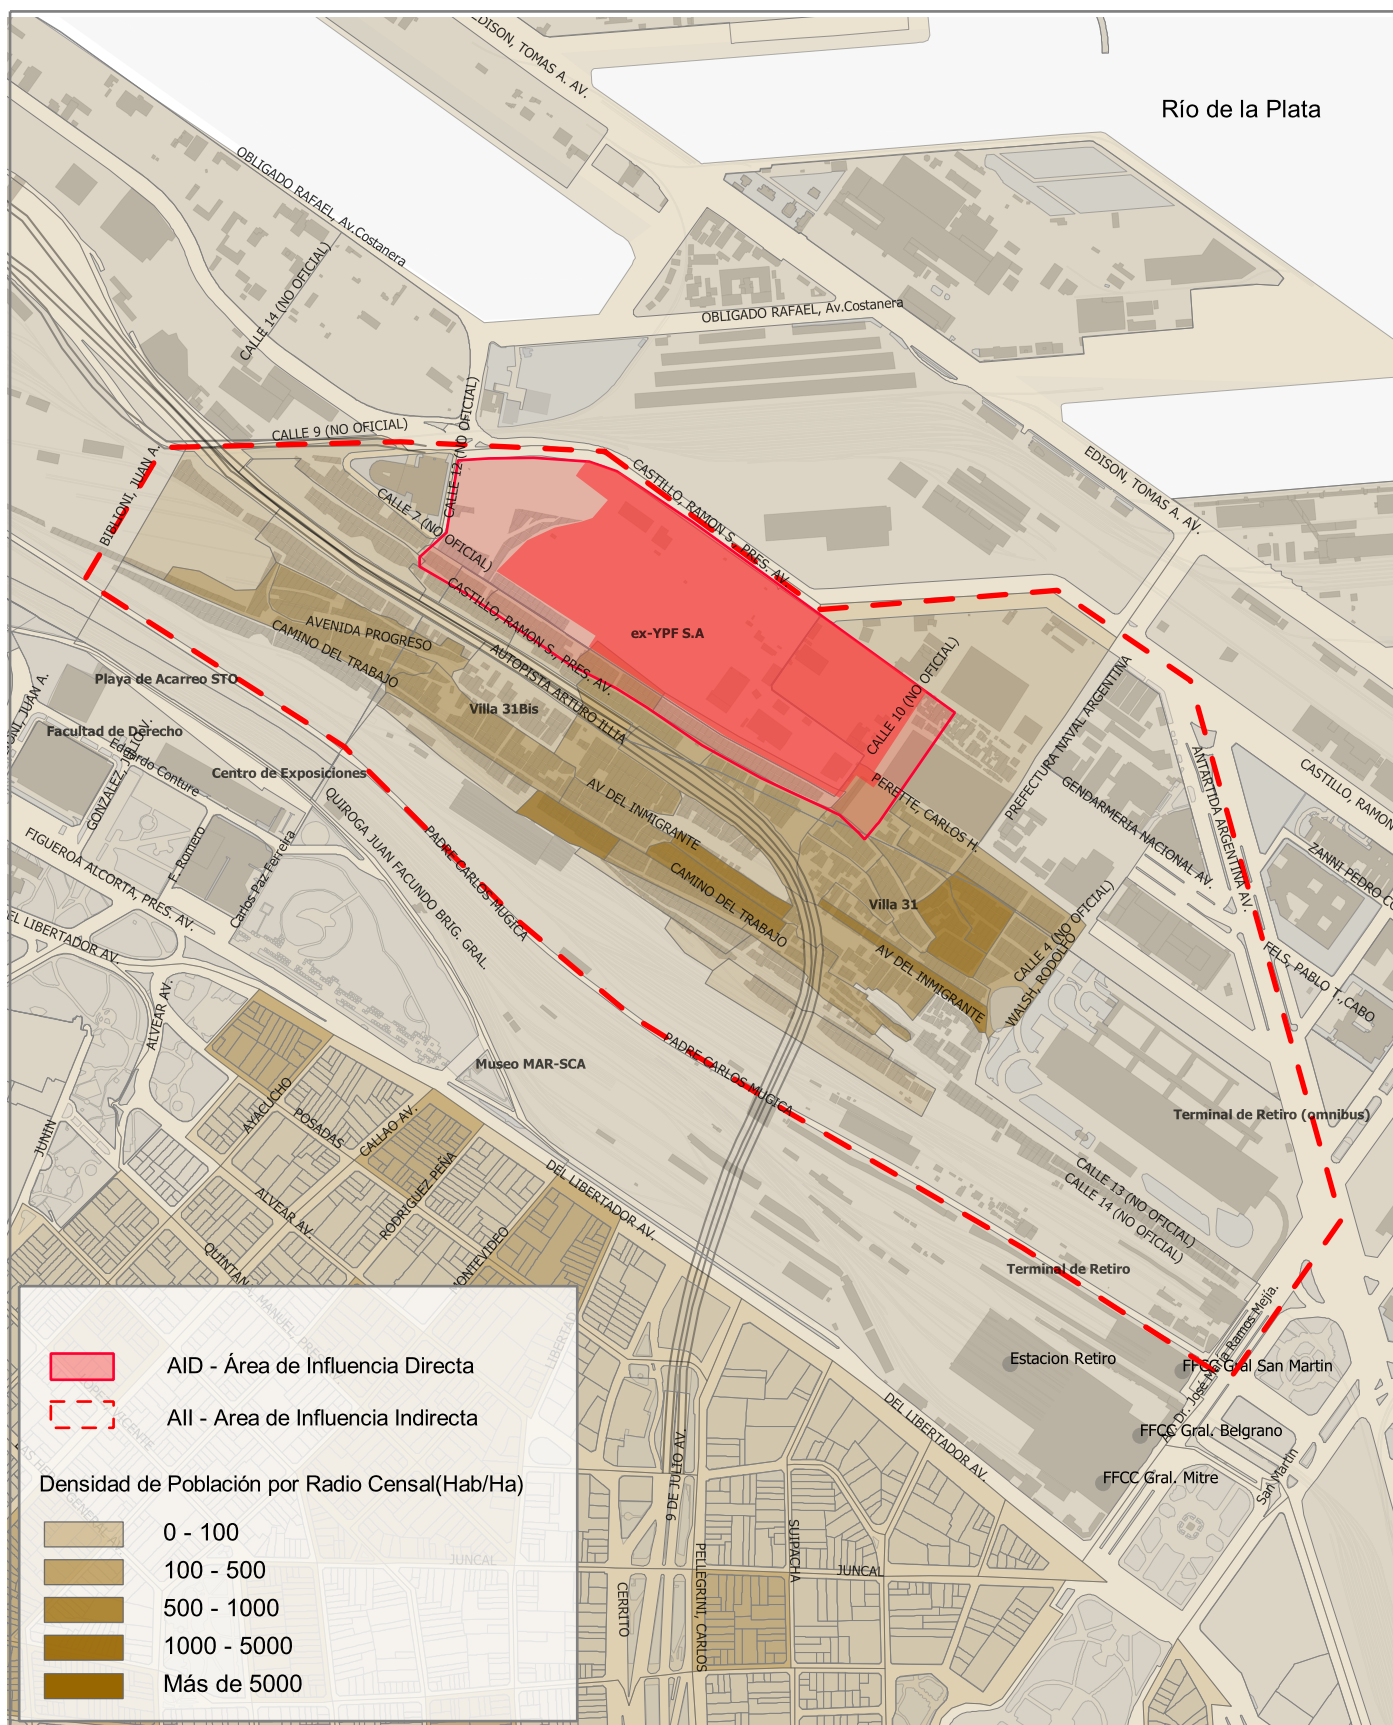 EDISON, TOMAS A. AV.
Río de la Plata
OBLIGADO RAFAEL, Av.Costanera
CALLE 14 (NO OFICIAL)
OBLIGADO RAFAEL, Av.Costanera
CALLE 12 (NO OFICIAL)
CALLE 9 (NO OFICIAL)
BIBLIONI, JUAN A.
CASTILLO, RAMON S., PRES. AV.
EDISON, TOMAS A. AV.
CALLE 7 (NO OFICIAL)
CASTILLO, RAMON S., PRES. AV.
ex-YPF S.A
AVENIDA PROGRESO
CAMINO DEL TRABAJO
AUTOPISTA ARTURO ILLIA
CALLE 10 (NO OFICIAL)
PREFECTURA NAVAL ARGENTINA
Playa de Acarreo STO
Villa 31Bis
Facultad de Derecho
GONZALEZ, JULIO V.
Eduardo Conture
Centro de Exposiciones
PERETTE, CARLOS H.
GENDARMERIA NACIONAL AV.
ANTARTIDA ARGENTINA AV.
CASTILLO, RAMON
AV DEL INMIGRANTE
QUIROGA JUAN FACUNDO BRIG. GRAL.
PADRE CARLOS MUGICA
FIGUEROA ALCORTA, PRES. AV.
F. Romero
Carlos Paz Ferreira
CAMINO DEL TRABAJO
Villa 31
ZANNI PEDRO
DEL LIBERTADOR AV.
AV DEL INMIGRANTE
CALLE 4 (NO OFICIAL)
WALSH, RODOLFO
FELS, PABLO T.,CABO
ALVEAR AV.
Museo MAR-SCA
PADRE CARLOS MUGICA
AYACUCHO
POSADAS
CALLAO AV.
JUNIN
Terminal de Retiro (omnibus)
RODRIGUEZ PEÑA
DEL LIBERTADOR AV.
CALLE 13 (NO OFICIAL)
CALLE 14 (NO OFICIAL)
ALVEAR AV.
MONTEVIDEO
QUINTANA, MANUEL, PRES.
Terminal de Retiro
Av. Dr. José María Ramos Mejía.
Estacion Retiro
FFCC Gral San Martin
DEL LIBERTADOR AV.
FFCC Gral. Belgrano
FFCC Gral. Mitre
San Martin
9 DE JULIO AV.
SUIPACHA
JUNCAL
CERRITO
PELLEGRINI, CARLOS
AID - Área de Influencia Directa
AII - Area de Influencia Indirecta
Densidad de Población por Radio Censal(Hab/Ha)
0 - 100
100 - 500
500 - 1000
1000 - 5000
Más de 5000
JUNCAL